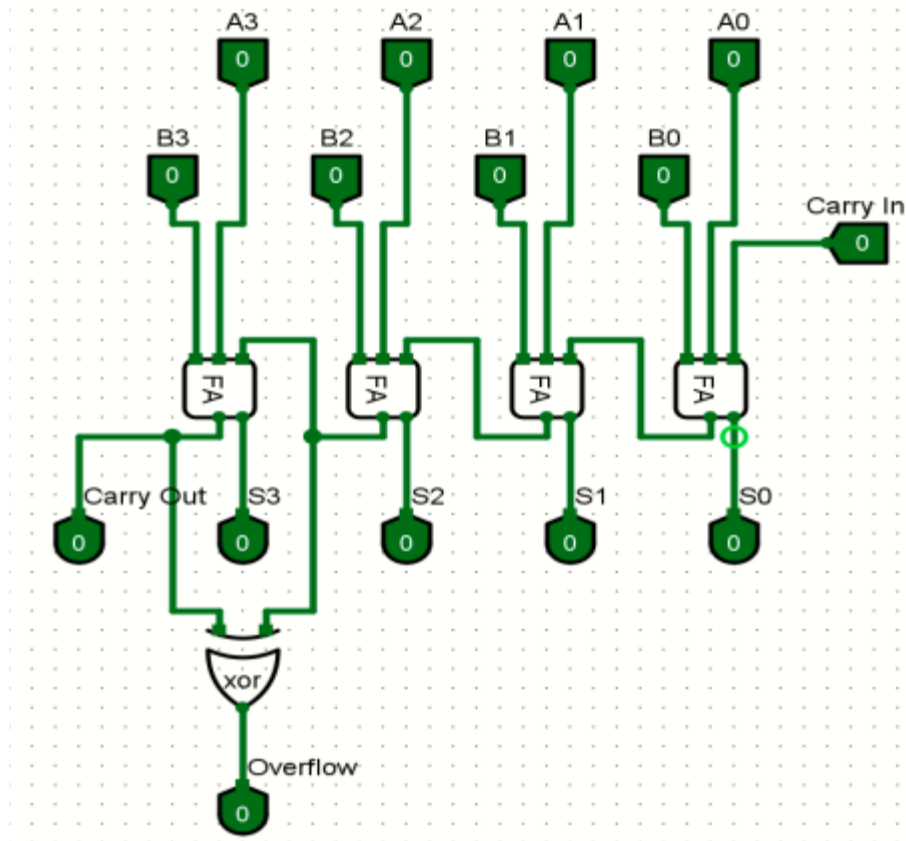 A3 A2 A1 A0
0 0 0 0
B3 B2 B1 B0
0 0 0 0
Carry In
0
FA FA FA FA
Carry Out S3 S2 S1 S0
0 0 0 0 0
xor
Overflow
0